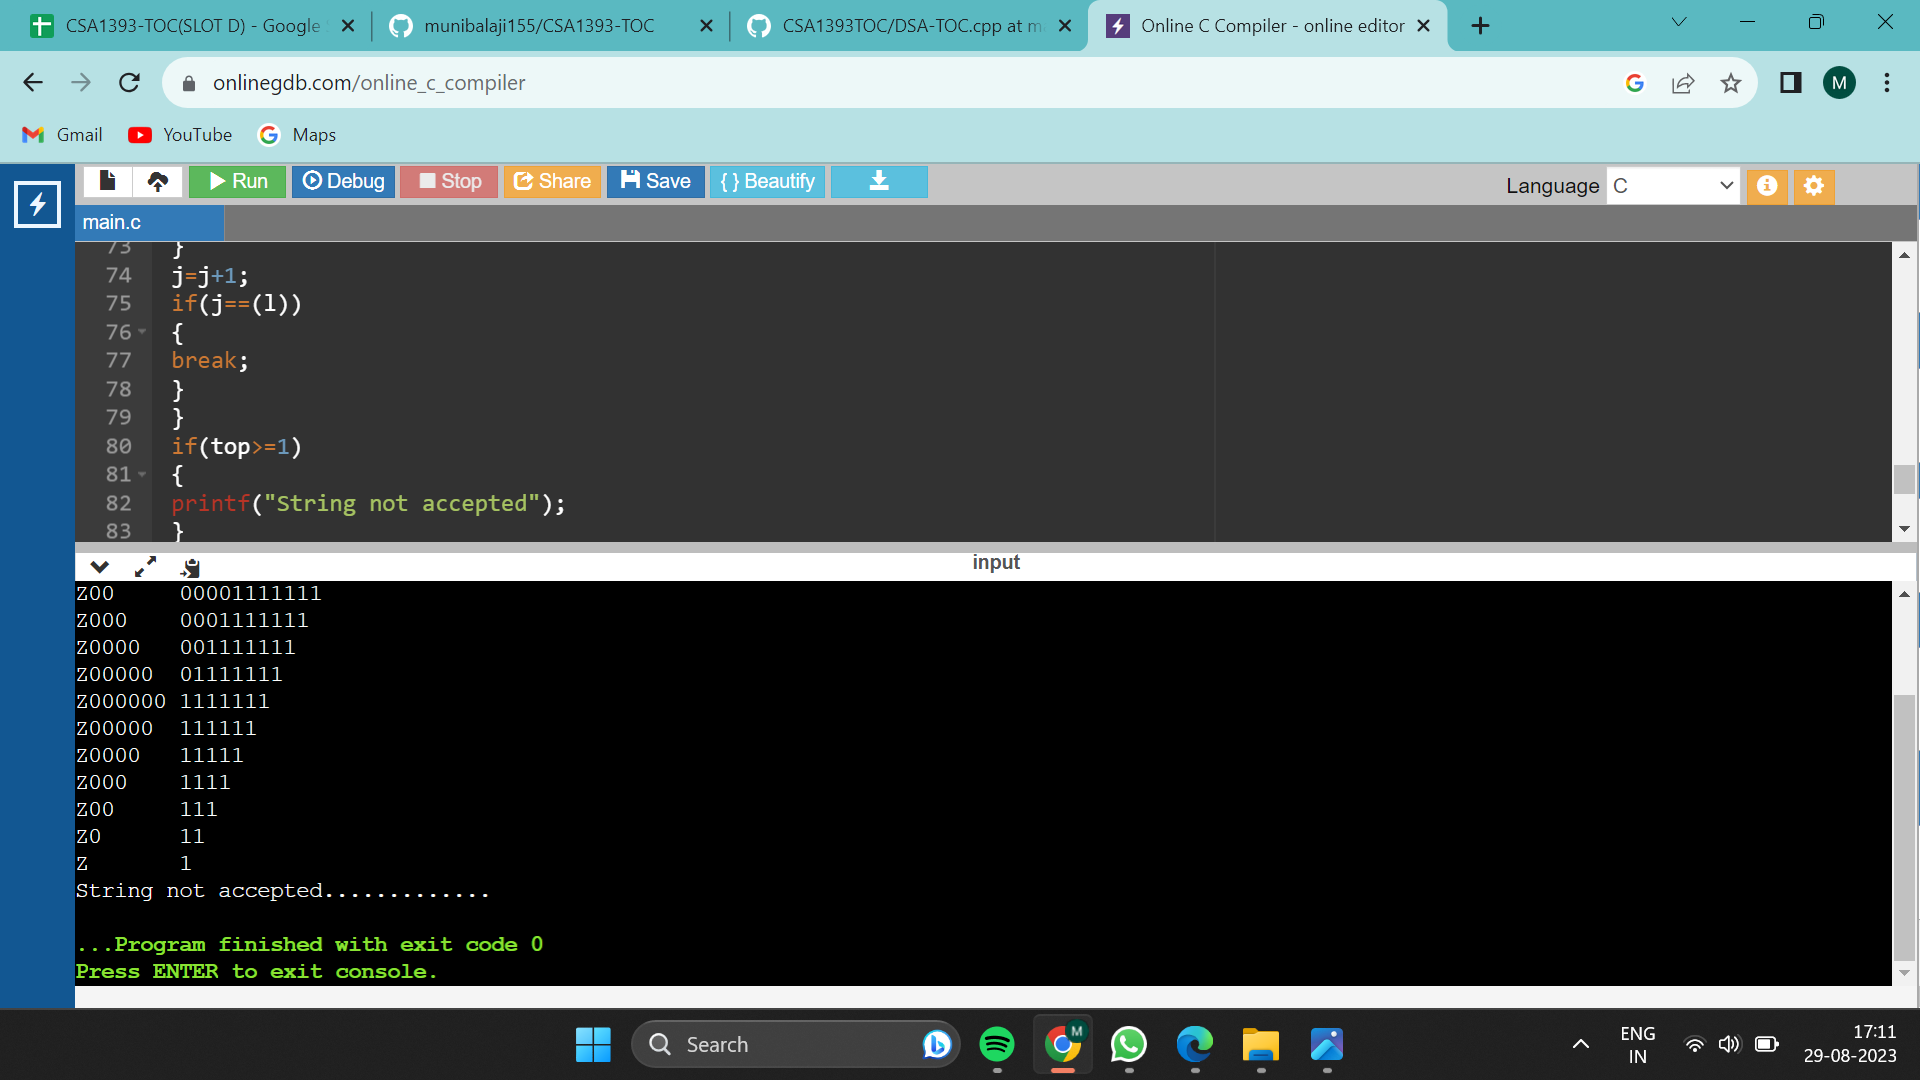 CSA1393-TOC(SLOT D) - Google S
munibalaji155/CSA1393-TOC
CSA1393TOC/DSA-TOC.cpp at m
Online C Compiler - online editor
onlinegdb.com/online_c_compiler
M
Gmail
YouTube
Maps
Run
Debug
Stop
Share
Save
{ } Beautify
Language
C
main.c
73 }
74 j=j+1;
75 if(j==(l))
76 {
77 break;
78 }
79 }
80 if(top>=1)
81 {
82 printf("String not accepted");
83 }
input
Z00 00001111111
Z000 0001111111
Z0000 001111111
Z00000 01111111
Z000000 1111111
Z00000 111111
Z0000 11111
Z000 1111
Z00 111
Z0 11
Z 1
String not accepted.............
...Program finished with exit code 0
Press ENTER to exit console.
Search
M
ENG
IN
17:11
29-08-2023